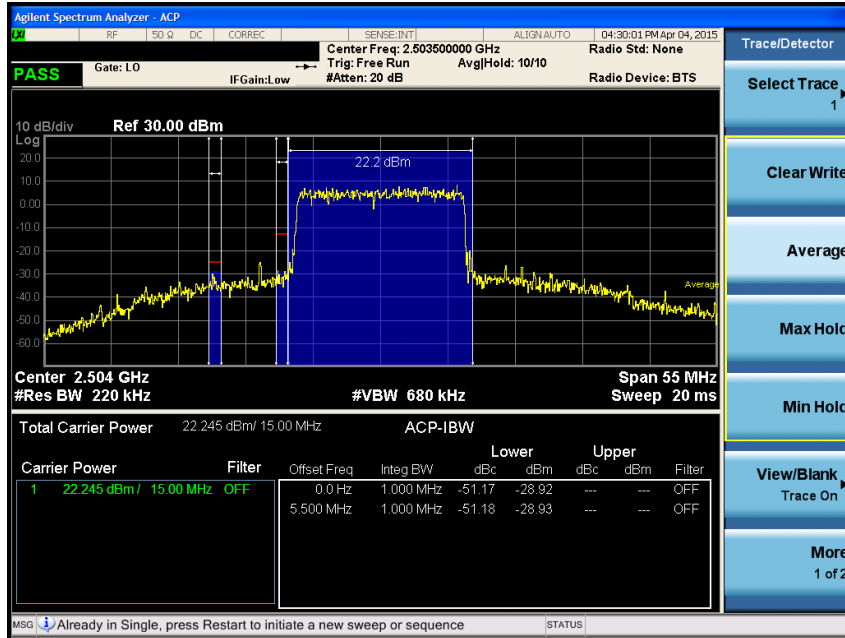 Agilent Spectrum Analyzer - ACP
LXI RF 50 Ω DC CORREC SENSE:INT ALIGN AUTO 04:30:01 PM Apr 04, 2015
Center Freq: 2.503500000 GHz Radio Std: None
Gate: LO Trig: Free Run Avg|Hold: 10/10
PASS IFGain:Low #Atten: 20 dB Radio Device: BTS
10 dB/div Ref 30.00 dBm
Log
20.0
22.2 dBm
10.0
0.00
-10.0
-20.0
-30.0
Average
-40.0
-50.0
-60.0
Center 2.504 GHz Span 55 MHz
#Res BW 220 kHz #VBW 680 kHz Sweep 20 ms
Total Carrier Power 22.245 dBm/ 15.00 MHz ACP-IBW
Lower Upper
Carrier Power Filter Offset Freq Integ BW dBc dBm dBc dBm Filter
1 22.245 dBm / 15.00 MHz OFF 0.0 Hz 1.000 MHz -51.17 -28.92 --- --- OFF
5.500 MHz 1.000 MHz -51.18 -28.93 --- --- OFF
MSG Already in Single, press Restart to initiate a new sweep or sequence STATUS
Trace/Detector
Select Trace
1
Clear Write
Average
Max Hold
Min Hold
View/Blank
Trace On
More
1 of 2